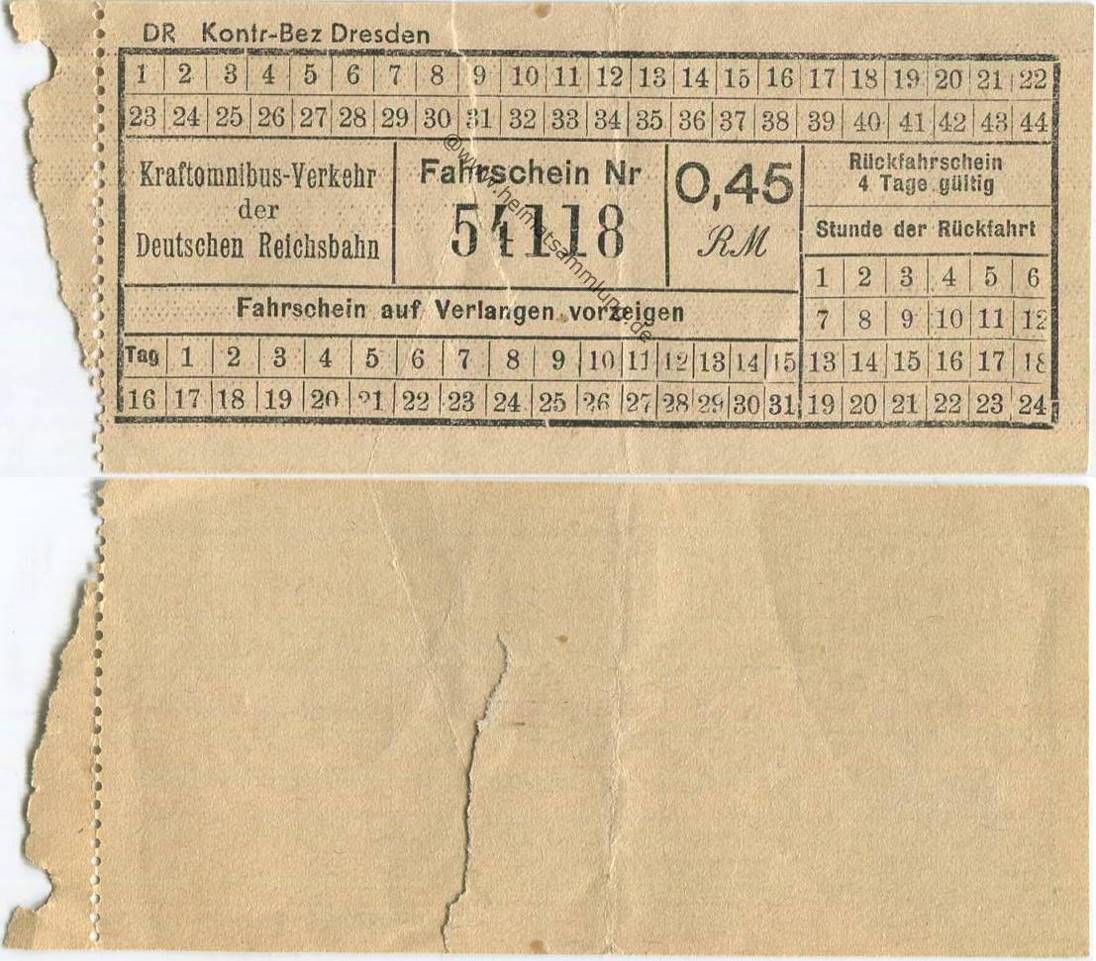 DR Kontr-Bez Dresden
1 2 3 4 5 6 7 8 9 10 11 12 13 14 15 16 17 18 19 20 21 22
23 24 25 26 27 28 29 30 31 32 33 34 35 36 37 38 39 40 41 42 43 44
Kraftomnibus-Verkehr
der
Deutschen Reichsbahn
Fahrschein Nr
54118
0,45
RM
Rückfahrschein
4 Tage gültig
Stunde der Rückfahrt
1 2 3 4 5 6
7 8 9 10 11 12
13 14 15 16 17 18
19 20 21 22 23 24
Fahrschein auf Verlangen vorzeigen
Tag 1 2 3 4 5 6 7 8 9 10 11 12 13 14 15
16 17 18 19 20 21 22 23 24 25 26 27 28 29 30 31
@www.heimatsammlung.de